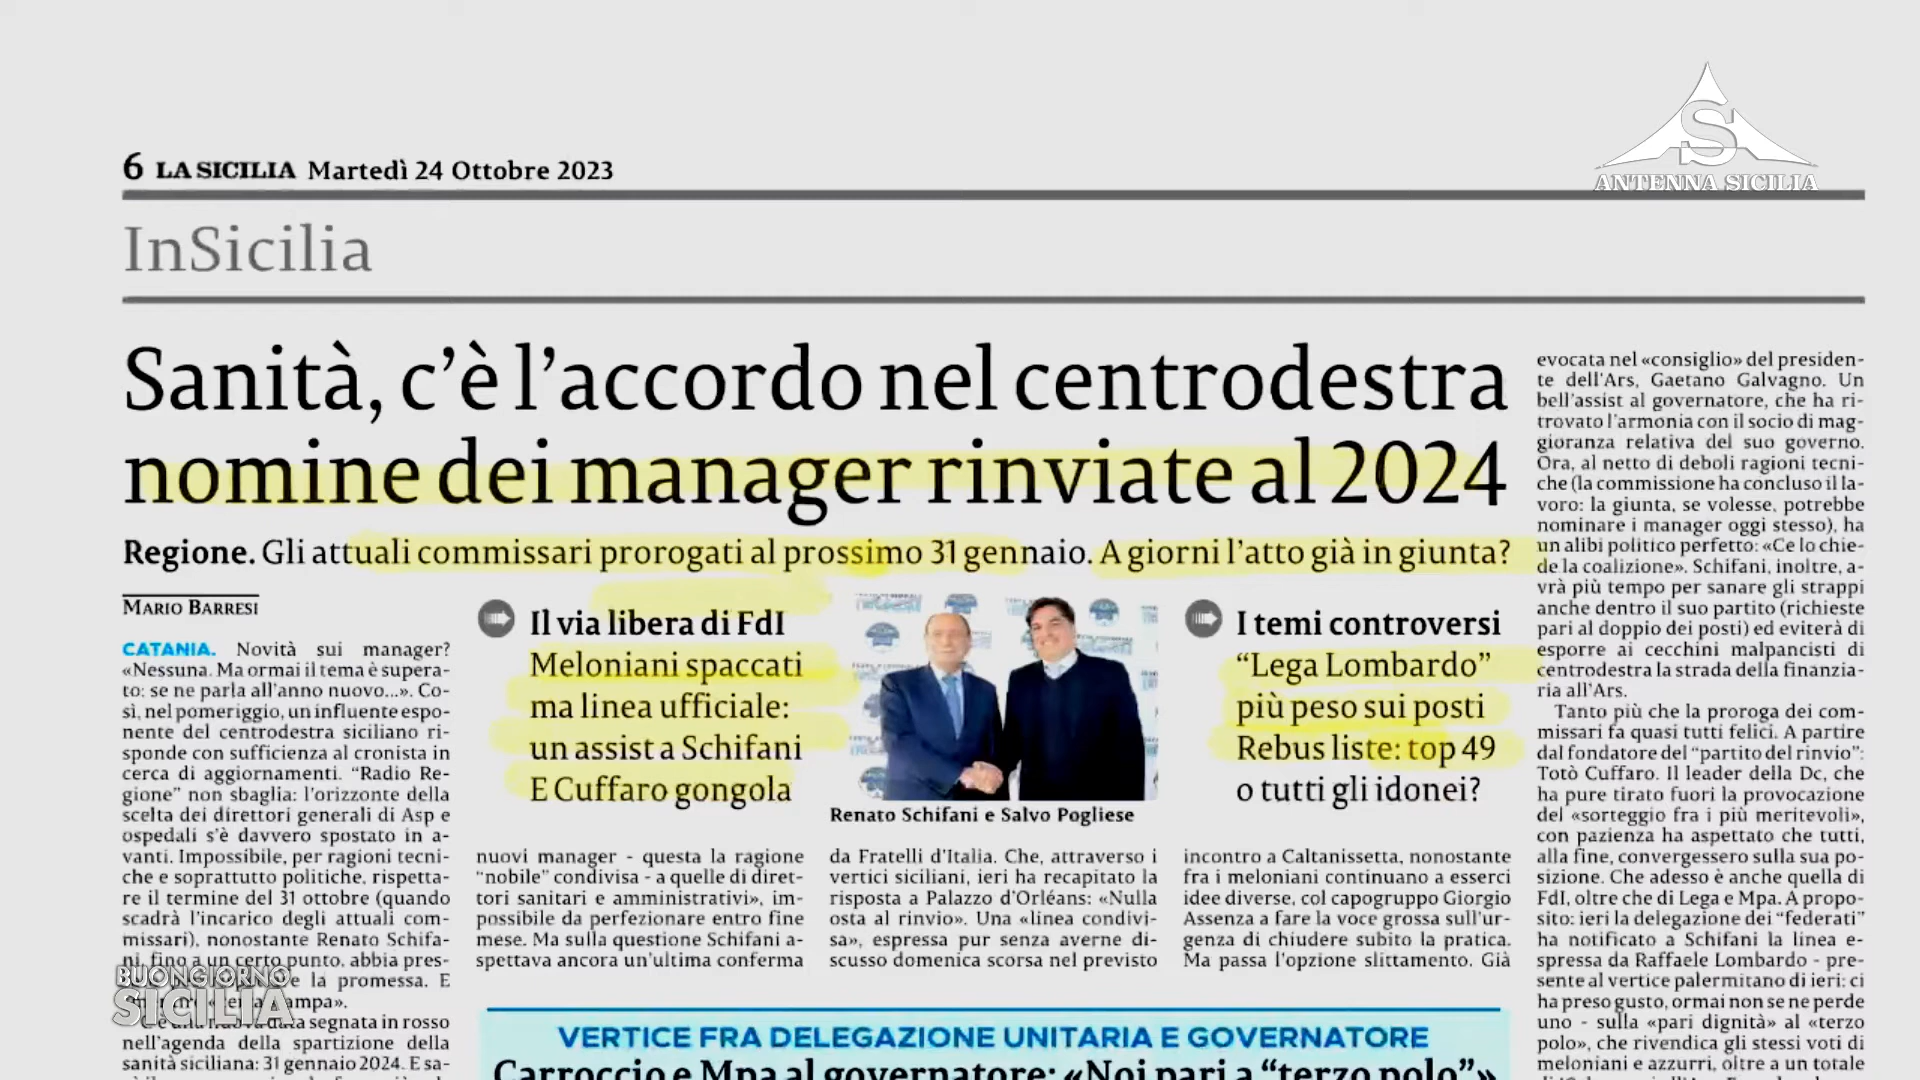 6 LA SICILIA Martedì 24 Ottobre 2023
ANTENNA SICILIA
InSicilia
Sanità, c'è l'accordo nel centrodestra
nomine dei manager rinviate al 2024
Regione. Gli attuali commissari prorogati al prossimo 31 gennaio. A giorni l'atto già in giunta?
MARIO BARRESI
CATANIA. Novità sui manager?
«Nessuna. Ma ormai il tema è supera-
to: se ne parla all'anno nuovo...». Co-
sì, nel pomeriggio, un influente espo-
nente del centrodestra siciliano ri-
sponde con sufficienza al cronista in
cerca di aggiornamenti. "Radio Re-
gione" non sbaglia: l'orizzonte della
scelta dei direttori generali di Asp e
ospedali s'è davvero spostato in a-
vanti. Impossibile, per ragioni tecni-
che e soprattutto politiche, rispetta-
re il termine del 31 ottobre (quando
scadrà l'incarico degli attuali com-
missari), nonostante Renato Schifa-
ni, fino a un certo punto, abbia pres-
la promessa. E
BUONGIORNO
SICILIA
C'è una nuova data segnata in rosso
nell'agenda della spartizione della
sanità siciliana: 31 gennaio 2024. E sa-
Il via libera di FdI
Meloniani spaccati
ma linea ufficiale:
un assist a Schifani
E Cuffaro gongola
Renato Schifani e Salvo Pogliese
I temi controversi
"Lega Lombardo"
più peso sui posti
Rebus liste: top 49
o tutti gli idonei?
nuovi manager - questa la ragione
"nobile" condivisa - a quelle di diret-
tori sanitari e amministrativi», im-
possibile da perfezionare entro fine
mese. Ma sulla questione Schifani a-
spettava ancora un'ultima conferma
da Fratelli d'Italia. Che, attraverso i
vertici siciliani, ieri ha recapitato la
risposta a Palazzo d'Orléans: «Nulla
osta al rinvio». Una «linea condivi-
sa», espressa pur senza averne di-
scusso domenica scorsa nel previsto
incontro a Caltanissetta, nonostante
fra i meloniani continuano a esserci
idee diverse, col capogruppo Giorgio
Assenza a fare la voce grossa sull'ur-
genza di chiudere subito la pratica.
Ma passa l'opzione slittamento. Già
evocata nel «consiglio» del presiden-
te dell'Ars, Gaetano Galvagno. Un
bell'assist al governatore, che ha ri-
trovato l'armonia con il socio di mag-
gioranza relativa del suo governo.
Ora, al netto di deboli ragioni tecni-
che (la commissione ha concluso il la-
voro: la giunta, se volesse, potrebbe
nominare i manager oggi stesso), ha
un alibi politico perfetto: «Ce lo chie-
de la coalizione». Schifani, inoltre, a-
vrà più tempo per sanare gli strappi
anche dentro il suo partito (richieste
pari al doppio dei posti) ed eviterà di
esporre ai cecchini malpancisti di
centrodestra la strada della finanzia-
ria all'Ars.
Tanto più che la proroga dei com-
missari fa quasi tutti felici. A partire
dal fondatore del "partito del rinvio":
Totò Cuffaro. Il leader della Dc, che
ha pure tirato fuori la provocazione
del «sorteggio fra i più meritevoli»,
con pazienza ha aspettato che tutti,
alla fine, convergessero sulla sua po-
sizione. Che adesso è anche quella di
FdI, oltre che di Lega e Mpa. A propo-
sito: ieri la delegazione dei "federati"
ha notificato a Schifani la linea e-
spressa da Raffaele Lombardo - pre-
sente al vertice palermitano di ieri: ci
ha preso gusto, ormai non se ne perde
uno - sulla «pari dignità» al «terzo
polo», che rivendica gli stessi voti di
meloniani e azzurri, oltre a un totale
VERTICE FRA DELEGAZIONE UNITARIA E GOVERNATORE
Carroccio e Mpa al governatore: «Noi pari a "terzo polo"»